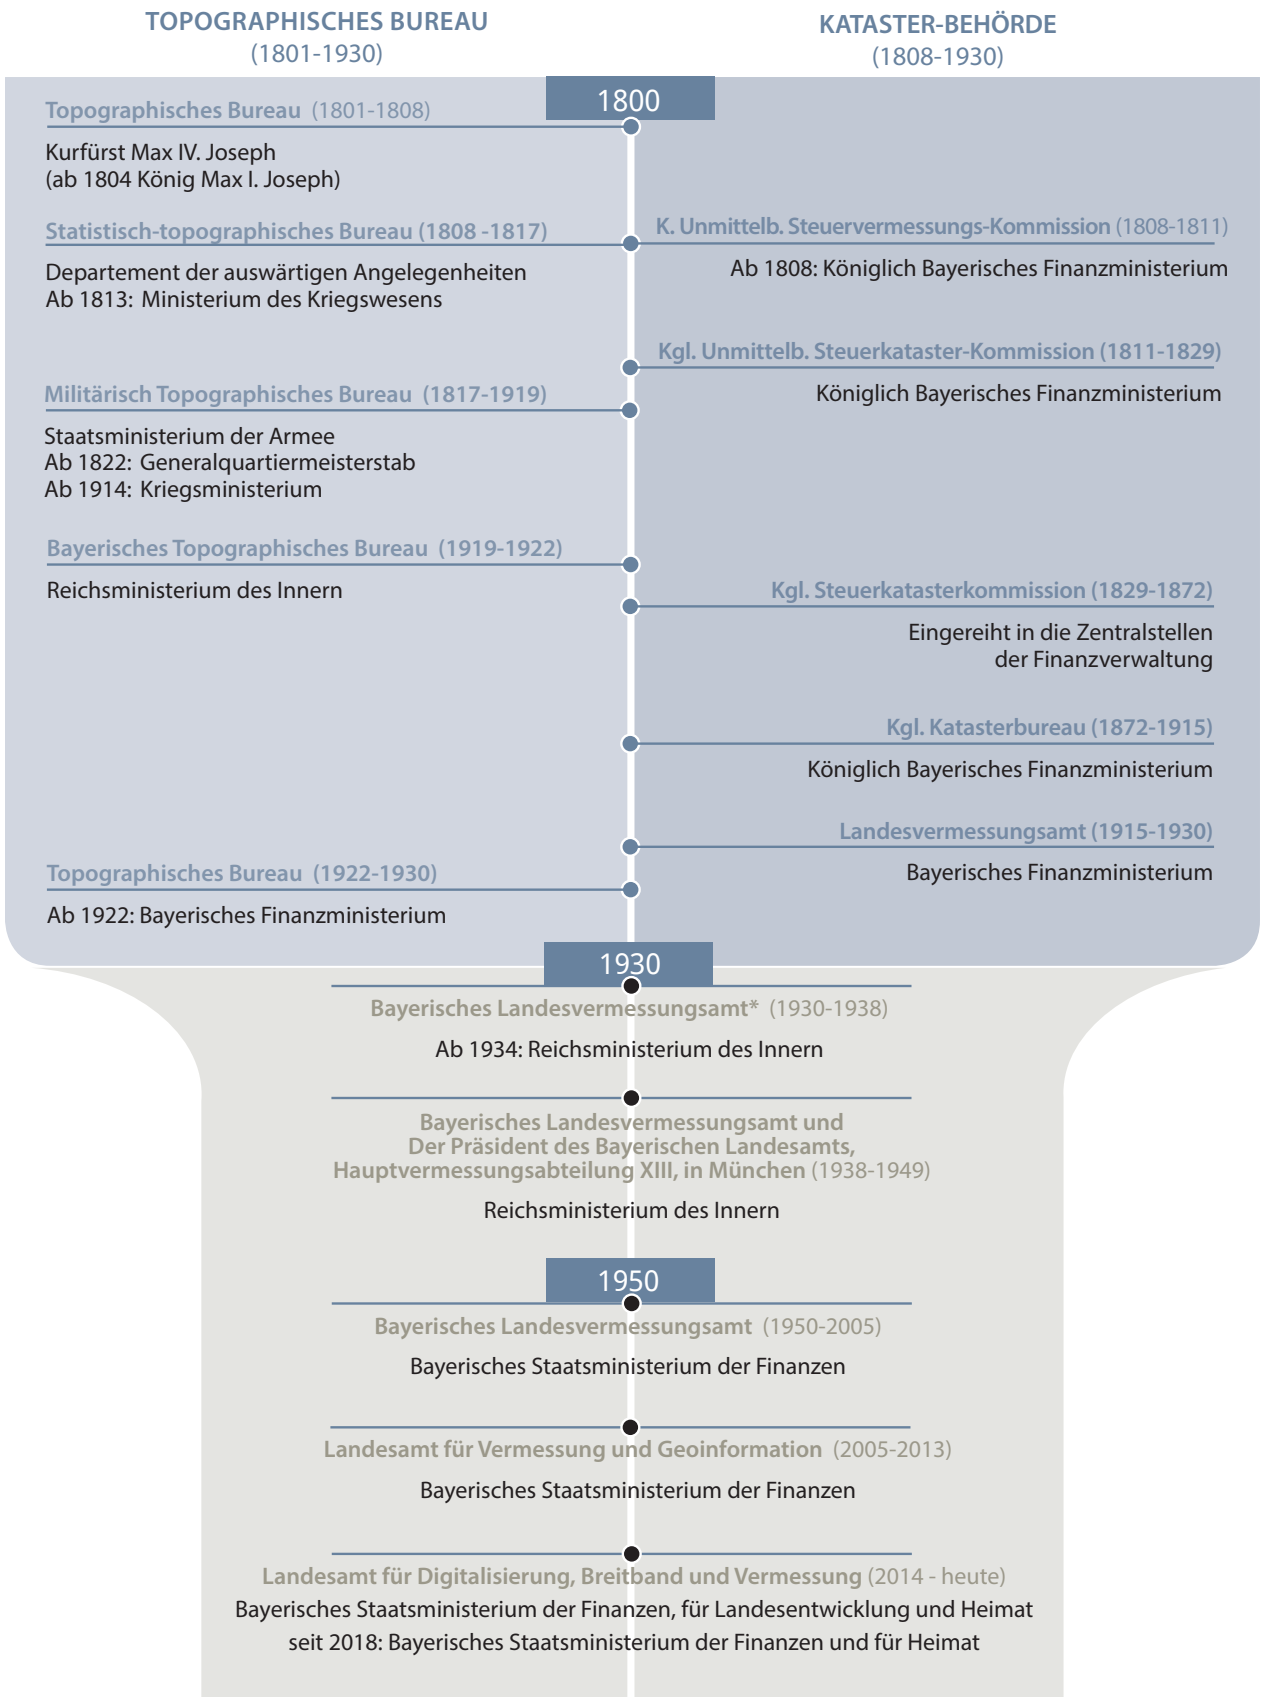 TOPOGRAPHISCHES BUREAU
(1801-1930)
KATASTER-BEHÖRDE
(1808-1930)
1800
Topographisches Bureau (1801-1808)
Kurfürst Max IV. Joseph
(ab 1804 König Max I. Joseph)
Statistisch-topographisches Bureau (1808 -1817)
Departement der auswärtigen Angelegenheiten
Ab 1813: Ministerium des Kriegswesens
K. Unmittelb. Steuervermessungs-Kommission (1808-1811)
Ab 1808: Königlich Bayerisches Finanzministerium
Kgl. Unmittelb. Steuerkataster-Kommission (1811-1829)
Königlich Bayerisches Finanzministerium
Militärisch Topographisches Bureau (1817-1919)
Staatsministerium der Armee
Ab 1822: Generalquartiermeisterstab
Ab 1914: Kriegsministerium
Bayerisches Topographisches Bureau (1919-1922)
Reichsministerium des Innern
Kgl. Steuerkatasterkommission (1829-1872)
Eingereiht in die Zentralstellen
der Finanzverwaltung
Kgl. Katasterbureau (1872-1915)
Königlich Bayerisches Finanzministerium
Landesvermessungsamt (1915-1930)
Bayerisches Finanzministerium
Topographisches Bureau (1922-1930)
Ab 1922: Bayerisches Finanzministerium
1930
Bayerisches Landesvermessungsamt* (1930-1938)
Ab 1934: Reichsministerium des Innern
Bayerisches Landesvermessungsamt und
Der Präsident des Bayerischen Landesamts,
Hauptvermessungsabteilung XIII, in München (1938-1949)
Reichsministerium des Innern
1950
Bayerisches Landesvermessungsamt (1950-2005)
Bayerisches Staatsministerium der Finanzen
Landesamt für Vermessung und Geoinformation (2005-2013)
Bayerisches Staatsministerium der Finanzen
Landesamt für Digitalisierung, Breitband und Vermessung (2014 - heute)
Bayerisches Staatsministerium der Finanzen, für Landesentwicklung und Heimat
seit 2018: Bayerisches Staatsministerium der Finanzen und für Heimat